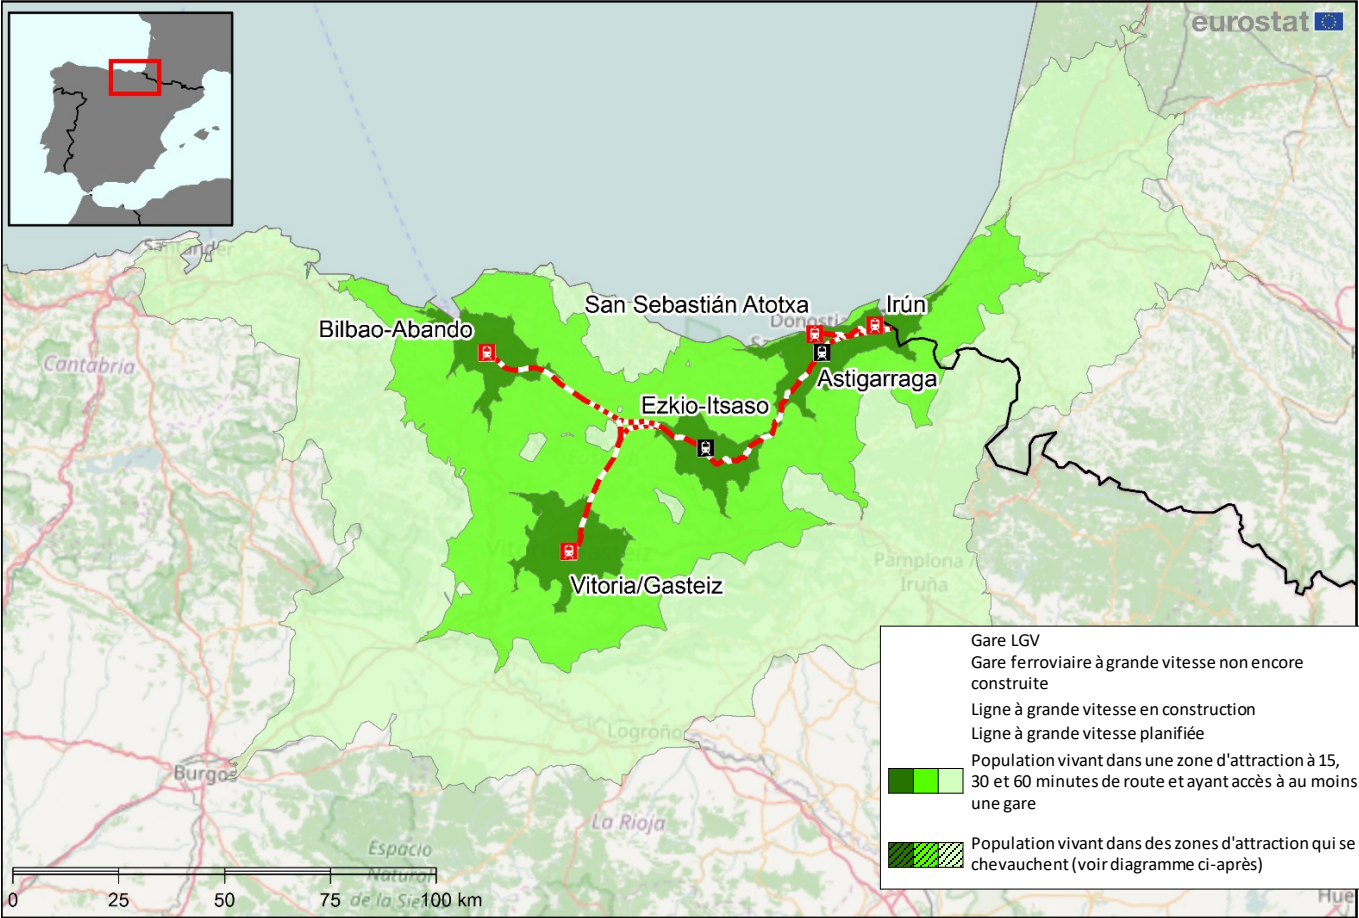 eurostat
Santander
San Sebastián Atotxa
Irún
Donosti
Bilbao-Abando
Cantabria
Astigarraga
Ezkio-Itsaso
Vitoria/Gasteiz
Pamplona /
Iruña
Gare LGV
Gare ferroviaire à grande vitesse non encore
construite
Ligne à grande vitesse en construction
Ligne à grande vitesse planifiée
Population vivant dans une zone d'attraction à 15,
30 et 60 minutes de route et ayant accès à au moins
une gare
Population vivant dans des zones d'attraction qui se
chevauchent (voir diagramme ci-après)
Logroño
Burgos
La Rioja
Espacio
Natural
de la Sie
0 25 50 75 100 km
Hue